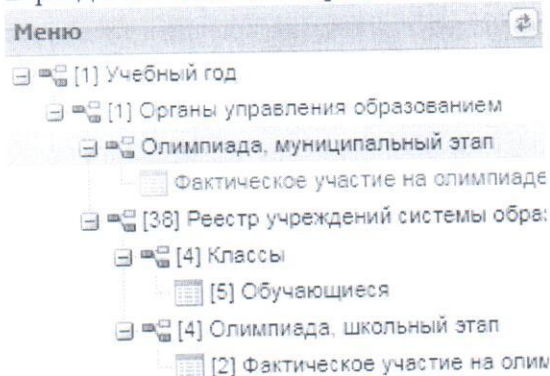 Меню
[1] Учебный год
[1] Органы управления образованием
Олимпиада, муниципальный этап
Фактическое участие на олимпиаде
[38] Реестр учреждений системы обра
[4] Классы
[5] Обучающиеся
[4] Олимпиада, школьный этап
[2] Фактическое участие на олим